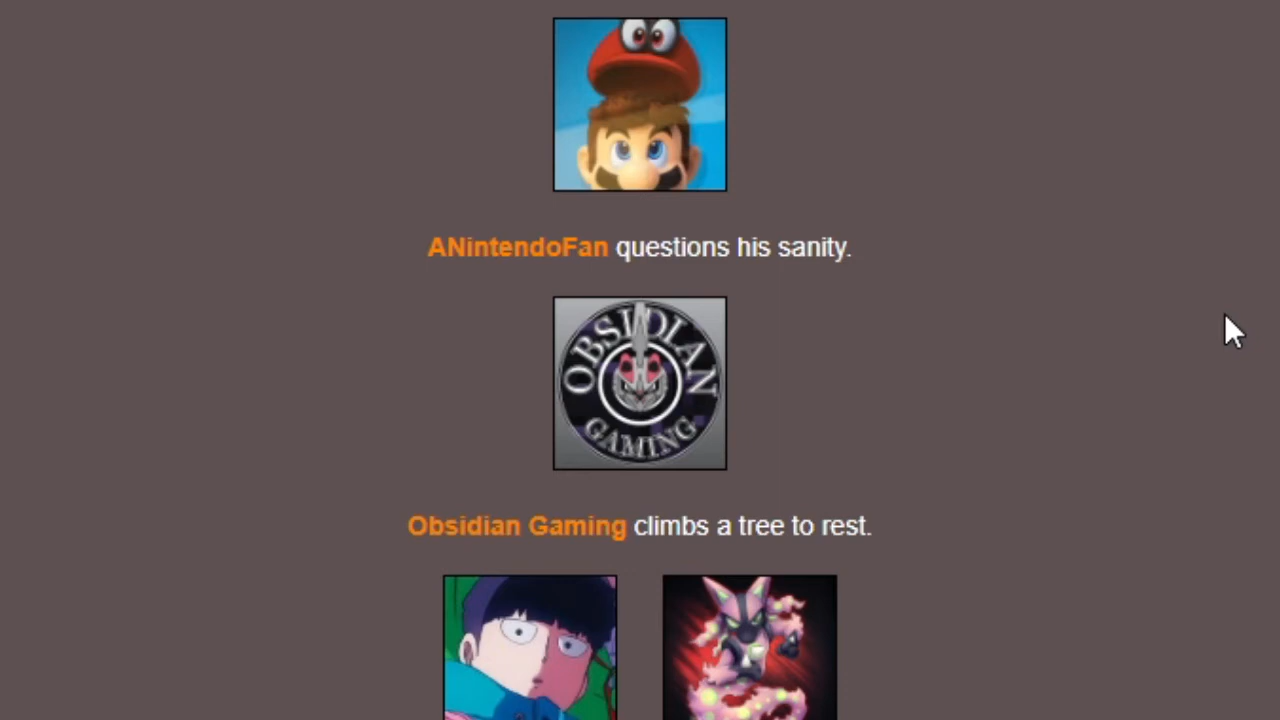 ANintendoFan questions his sanity.
OBSIDIAN
GAMING
Obsidian Gaming climbs a tree to rest.